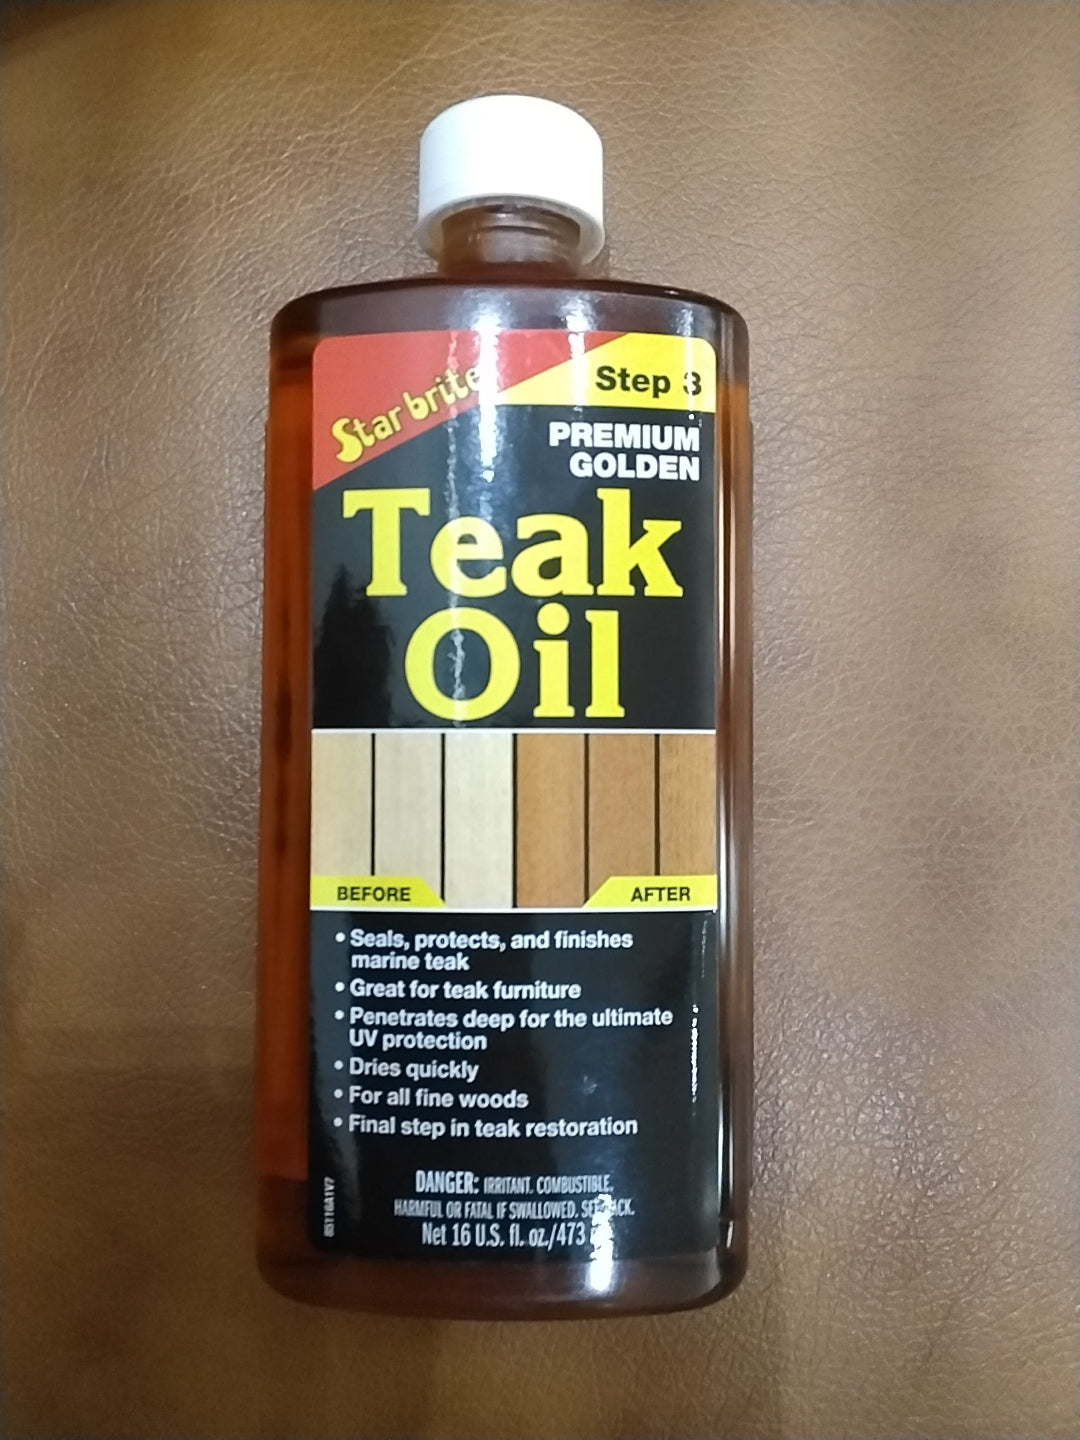 Star brite
Step 3
PREMIUM
GOLDEN
Teak
Oil
BEFORE
AFTER
• Seals, protects, and finishes
marine teak
• Great for teak furniture
• Penetrates deep for the ultimate
UV protection
• Dries quickly
• For all fine woods
• Final step in teak restoration
DANGER: IRRITANT. COMBUSTIBLE.
HARMFUL OR FATAL IF SWALLOWED.
Net 16 U.S. fl. oz./473
85116A1V7